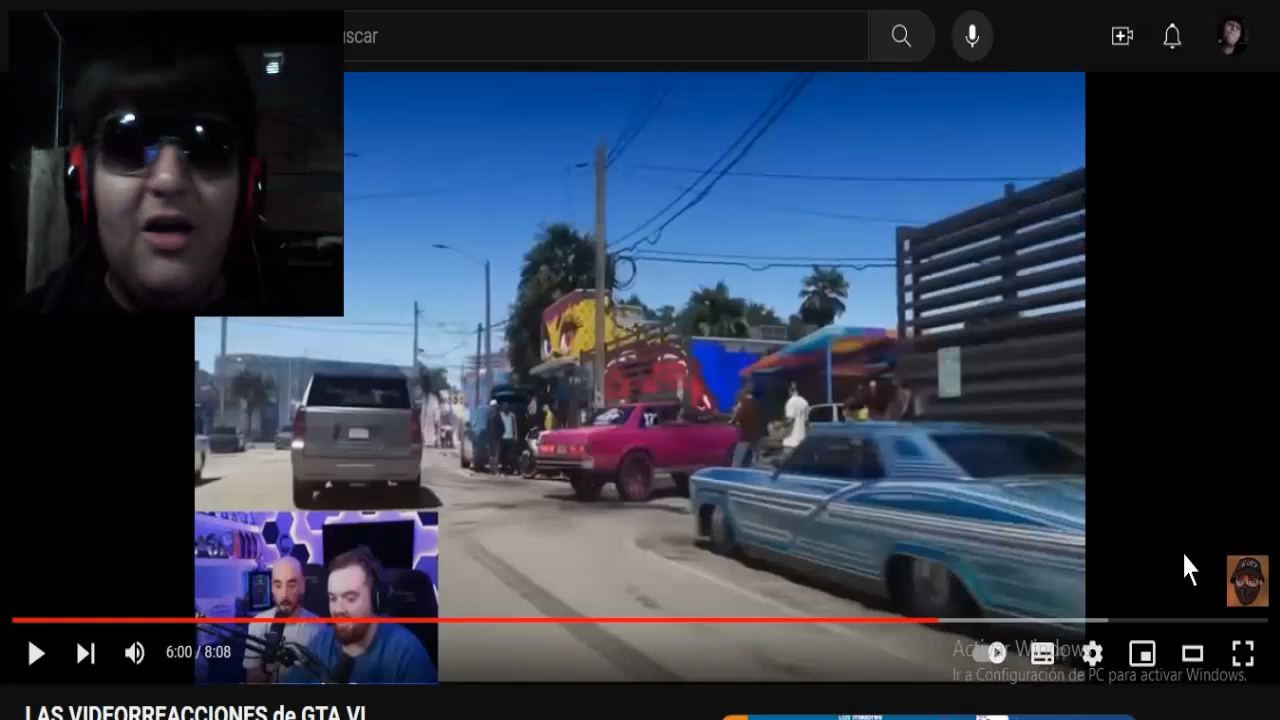 uscar
6:00 / 8:08
Activar Windows
Ir a Configuración de PC para activar Windows.
LAS VIDEORREACCIONES de GTA VI